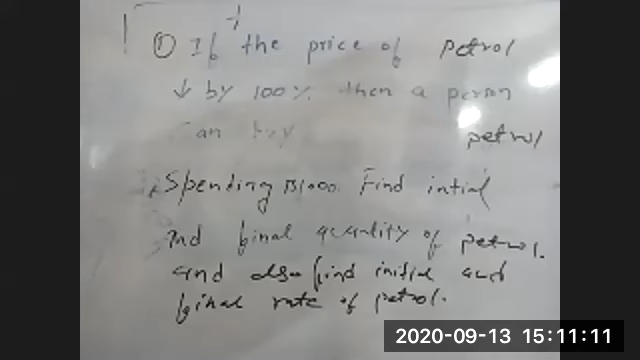 ① If the price of petrol
↓ by 100% then a person
can buy petrol
Spending Rs1000. Find intial
and final quantity of petrol.
and also find initial and
final rate of petrol.
2020-09-13 15:11:11